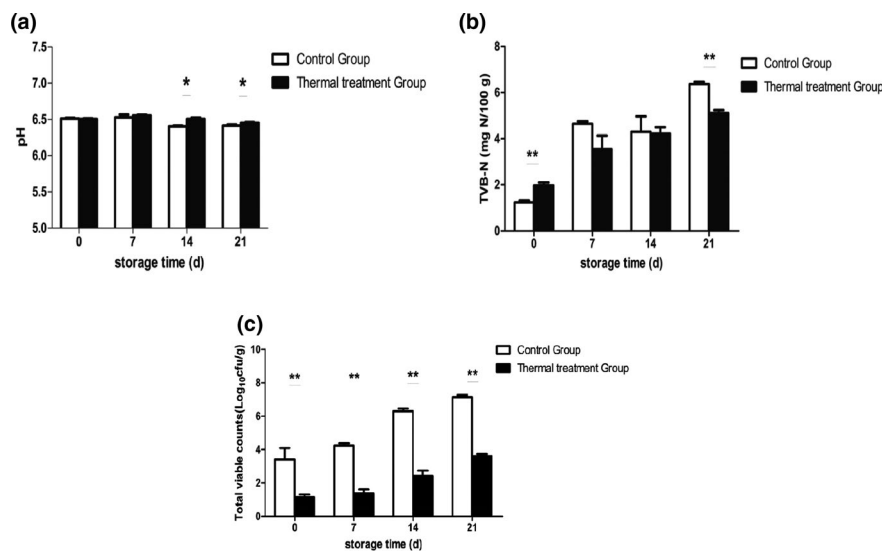 (a)
7.5
7.0
6.5
6.0
5.5
5.0
pH
*
*
Control Group
Thermal treatment Group
0 7 14 21
storage time (d)
(b)
8
6
4
2
0
TVB-N (mg N/100 g)
**
**
Control Group
Thermal treatment Group
0 7 14 21
storage time (d)
(c)
10
8
6
4
2
0
Total viable counts(Log10cfu/g)
** ** ** **
Control Group
Thermal treatment Group
0 7 14 21
storage time (d)